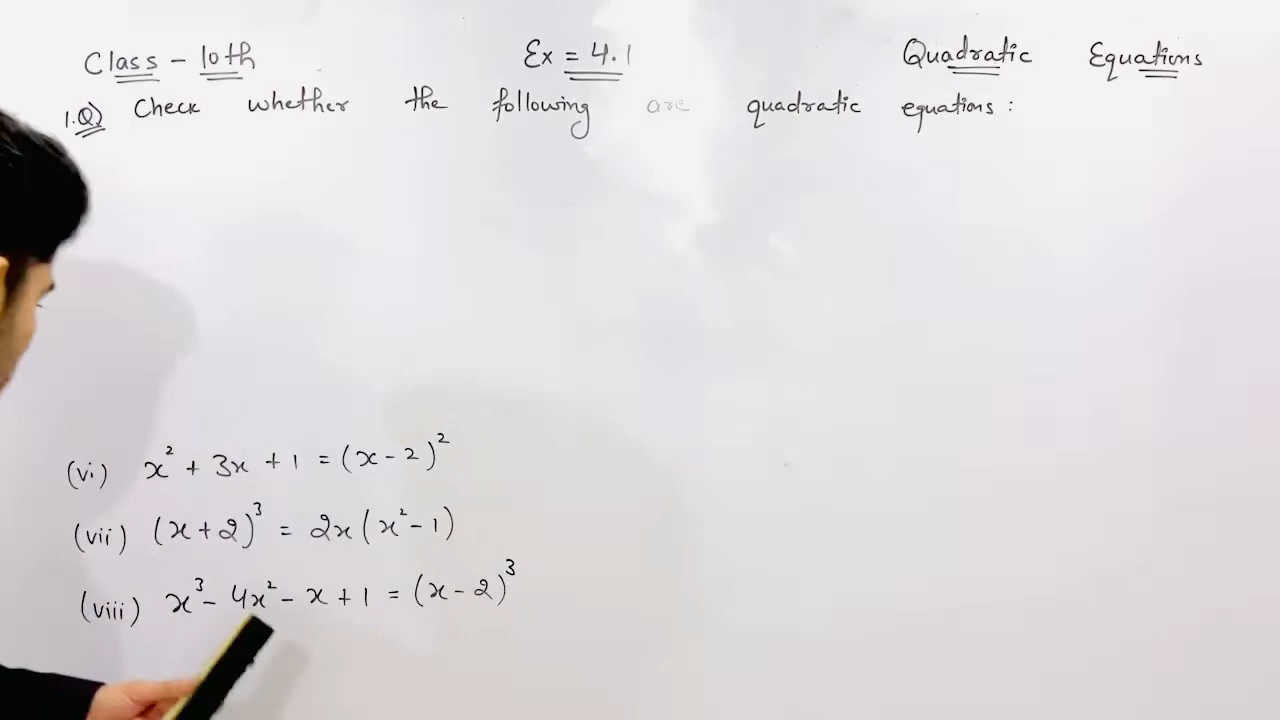 Class - 10th Ex = 4.1 Quadratic Equations
1.Q) Check whether the following are quadratic equations :
(vi) x² + 3x + 1 = (x - 2)²
(vii) (x + 2)³ = 2x(x² - 1)
(viii) x³ - 4x² - x + 1 = (x - 2)³